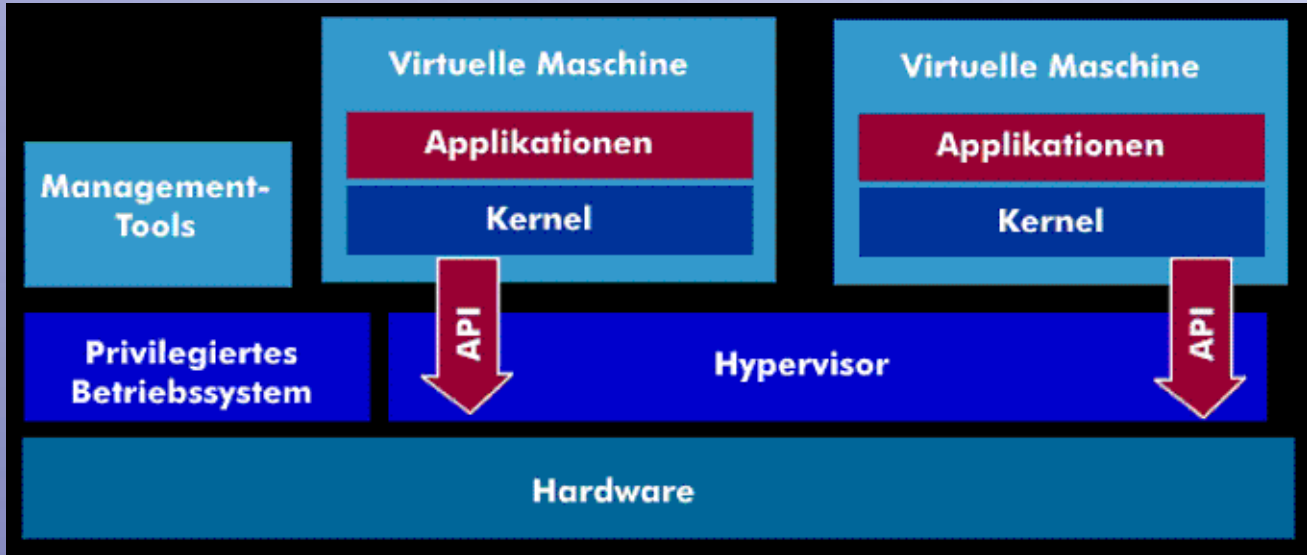 Virtuelle Maschine
Applikationen
Kernel
Virtuelle Maschine
Applikationen
Kernel
Management-
Tools
Privilegiertes
Betriebssystem
API
Hypervisor
API
Hardware